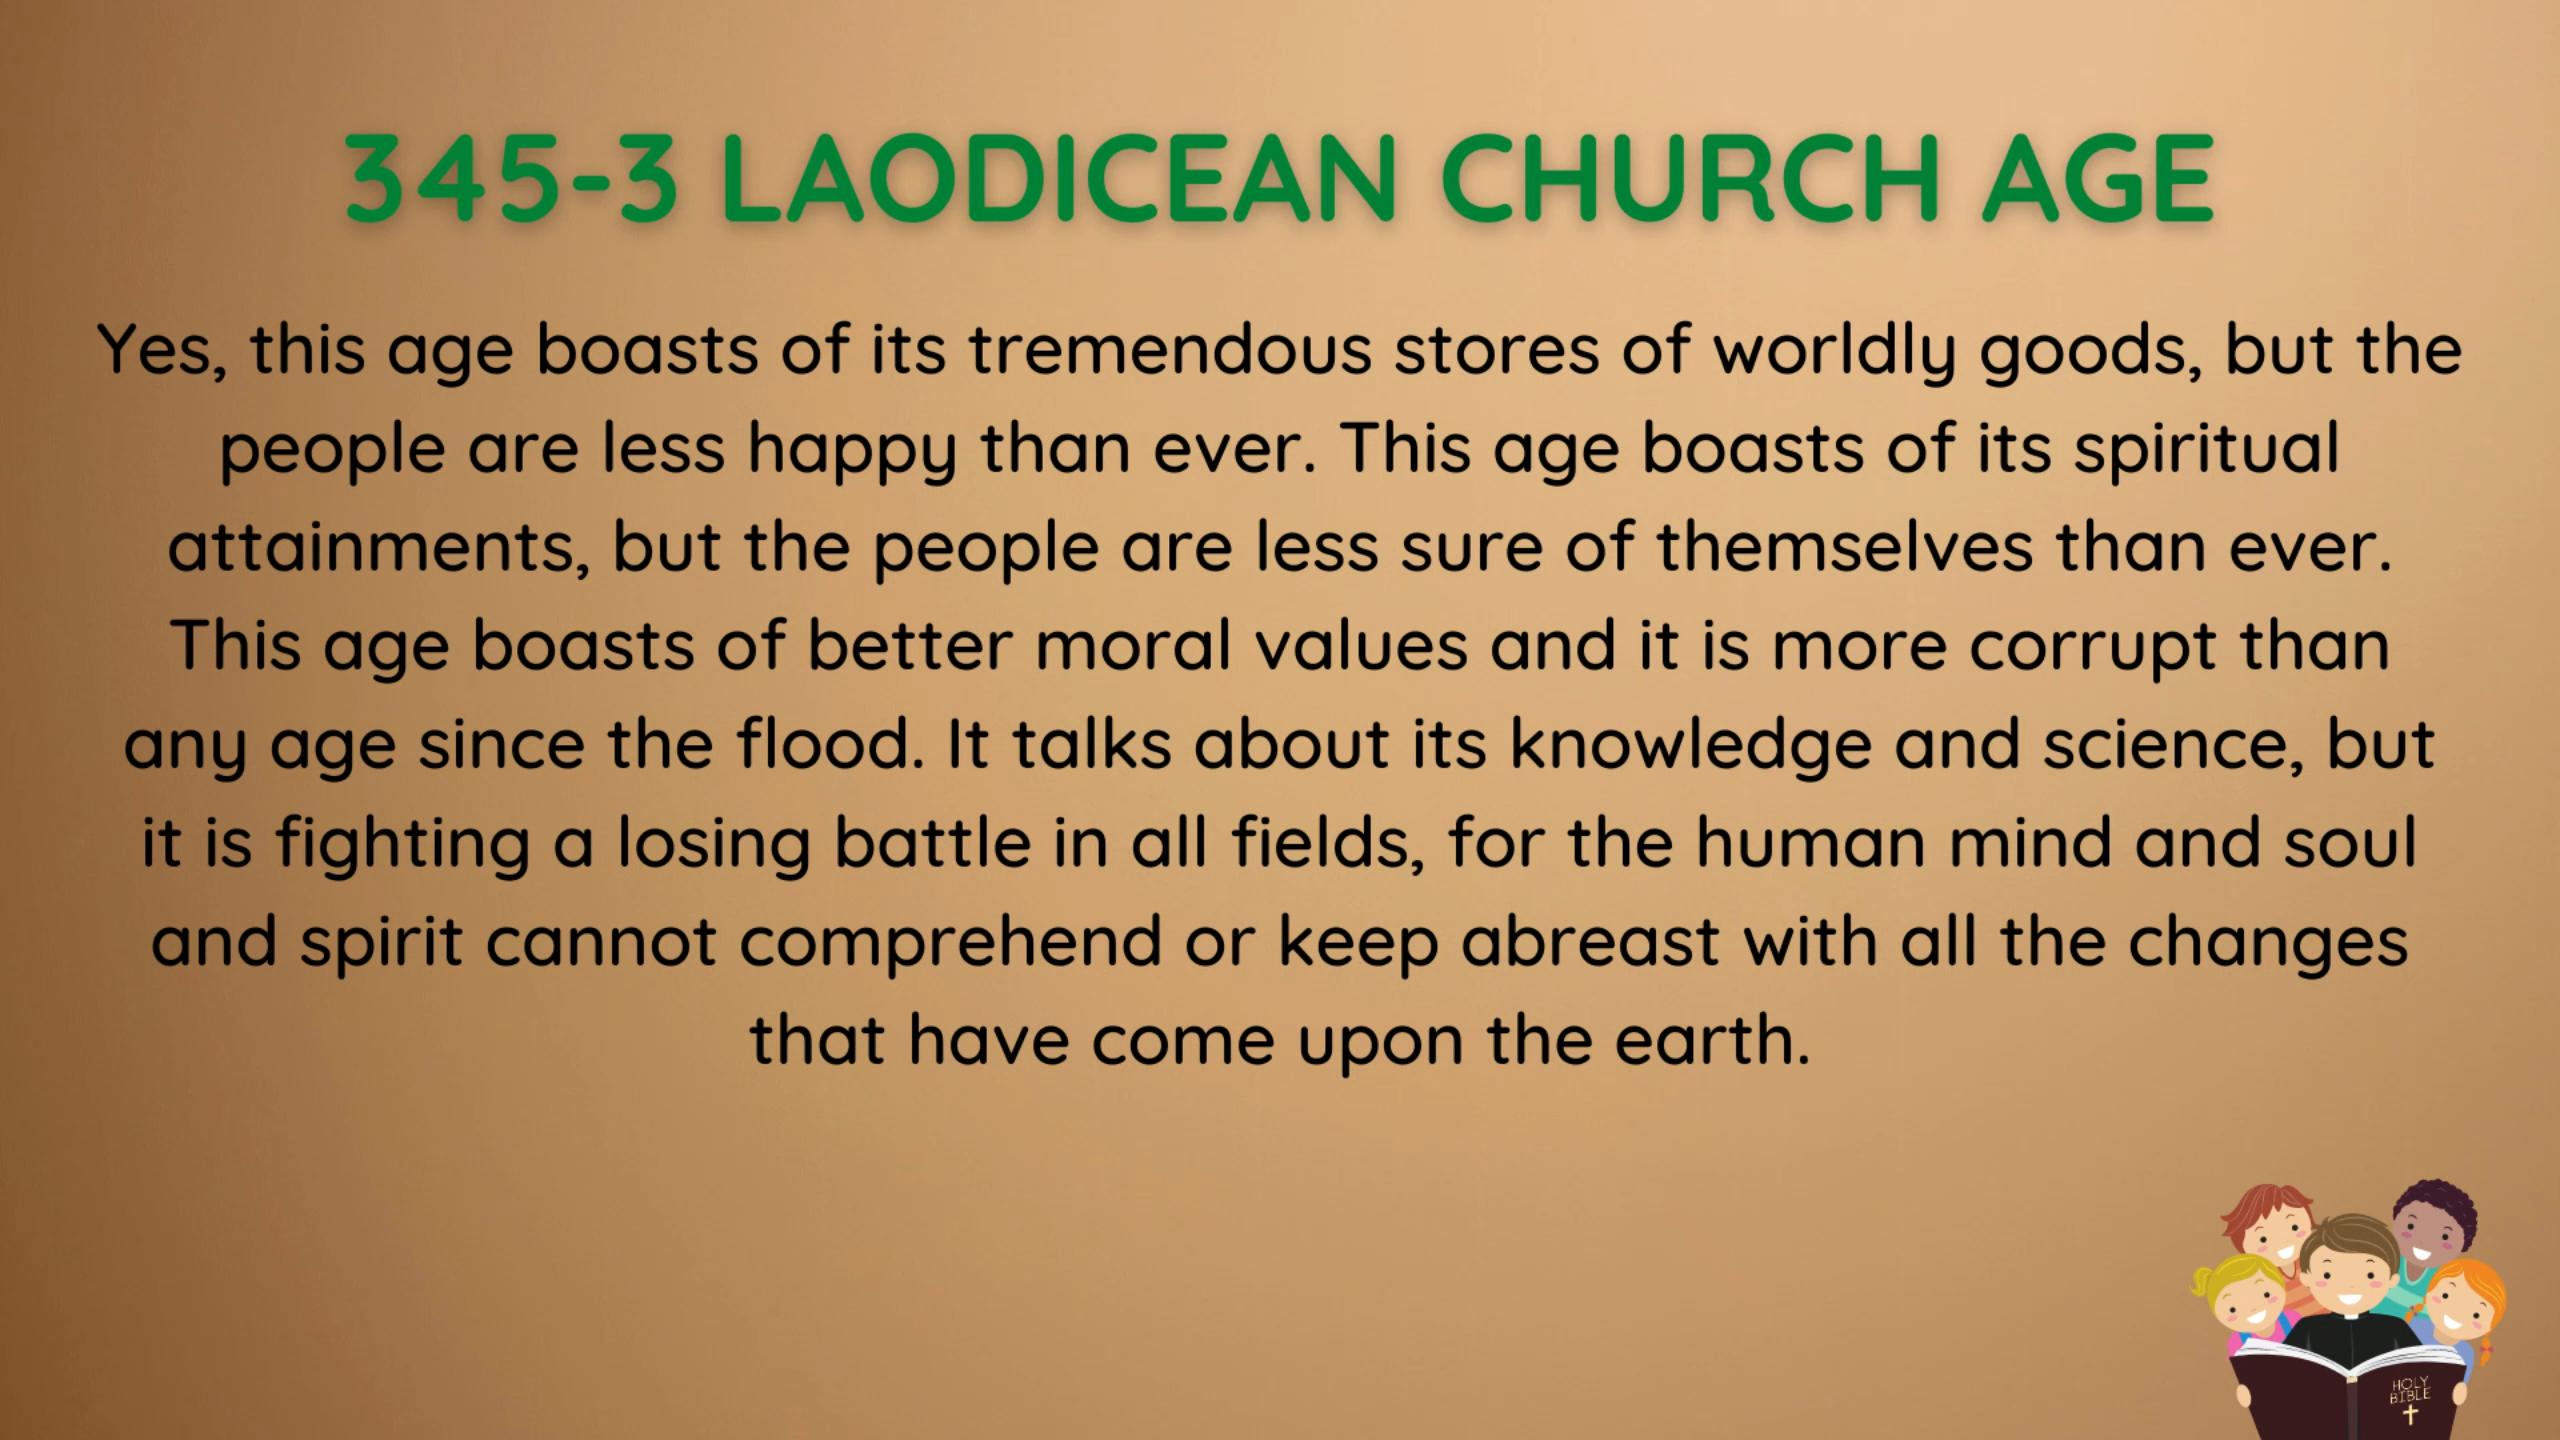 345-3 LAODICEAN CHURCH AGE
Yes, this age boasts of its tremendous stores of worldly goods, but the
people are less happy than ever. This age boasts of its spiritual
attainments, but the people are less sure of themselves than ever.
This age boasts of better moral values and it is more corrupt than
any age since the flood. It talks about its knowledge and science, but
it is fighting a losing battle in all fields, for the human mind and soul
and spirit cannot comprehend or keep abreast with all the changes
that have come upon the earth.
HOLY
BIBLE